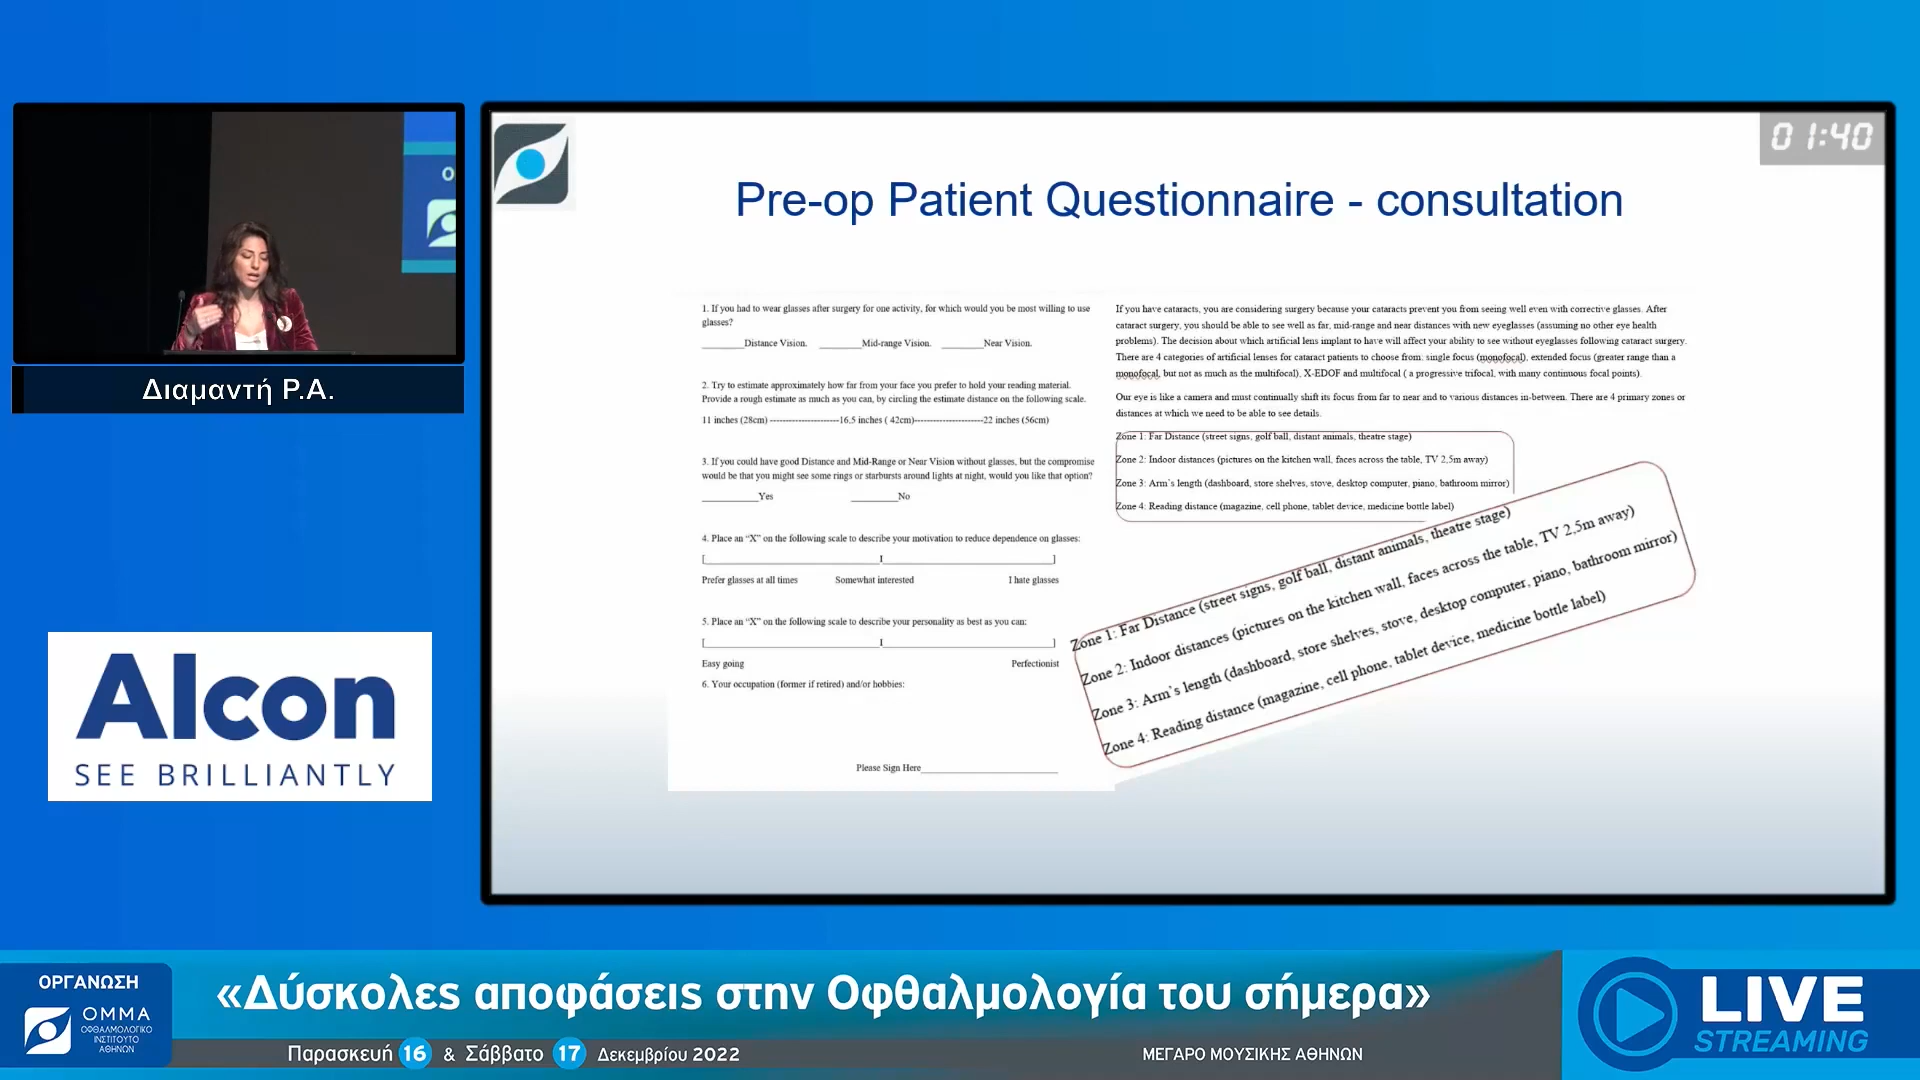 01:40
Pre-op Patient Questionnaire - consultation
1. If you had to wear glasses after surgery for one activity, for which would you be most willing to use
glasses?
________Distance Vision. ________Mid-range Vision. ________Near Vision.
2. Try to estimate approximately how far from your face you prefer to hold your reading material.
Provide a rough estimate as much as you can, by circling the estimate distance on the following scale.
11 inches (28cm) -----------------------16,5 inches ( 42cm)-----------------------22 inches (56cm)
3. If you could have good Distance and Mid-Range or Near Vision without glasses, but the compromise
would be that you might see some rings or starbursts around lights at night, would you like that option?
___________Yes _________No
4. Place an “X” on the following scale to describe your motivation to reduce dependence on glasses:
[__________________________________I_________________________________]
Prefer glasses at all times Somewhat interested I hate glasses
5. Place an “X” on the following scale to describe your personality as best as you can:
[__________________________________I_________________________________]
Easy going Perfectionist
6. Your occupation (former if retired) and/or hobbies:
Please Sign Here___________________________
If you have cataracts, you are considering surgery because your cataracts prevent you from seeing well even with corrective glasses. After
cataract surgery, you should be able to see well as far, mid-range and near distances with new eyeglasses (assuming no other eye health
problems). The decision about which artificial lens implant to have will affect your ability to see without eyeglasses following cataract surgery.
There are 4 categories of artificial lenses for cataract patients to choose from: single focus (monofocal), extended focus (greater range than a
monofocal, but not as much as the multifocal), X-EDOF and multifocal ( a progressive trifocal, with many continuous focal points).
Our eye is like a camera and must continually shift its focus from far to near and to various distances in-between. There are 4 primary zones or
distances at which we need to be able to see details.
Zone 1: Far Distance (street signs, golf ball, distant animals, theatre stage)
Zone 2: Indoor distances (pictures on the kitchen wall, faces across the table, TV 2,5m away)
Zone 3: Arm`s length (dashboard, store shelves, stove, desktop computer, piano, bathroom mirror)
Zone 4: Reading distance (magazine, cell phone, tablet device, medicine bottle label)
Zone 1: Far Distance (street signs, golf ball, distant animals, theatre stage)
Zone 2: Indoor distances (pictures on the kitchen wall, faces across the table, TV 2,5m away)
Zone 3: Arm`s length (dashboard, store shelves, stove, desktop computer, piano, bathroom mirror)
Zone 4: Reading distance (magazine, cell phone, tablet device, medicine bottle label)
Διαμαντή Ρ.Α.
Alcon
SEE BRILLIANTLY
ΟΡΓΑΝΩΣΗ
ΟΜΜΑ
ΟΦΘΑΛΜΟΛΟΓΙΚΟ
ΙΝΣΤΙΤΟΥΤΟ
ΑΘΗΝΩΝ
«Δύσκολες αποφάσεις στην Οφθαλμολογία του σήμερα»
Παρασκευή 16 & Σάββατο 17 Δεκεμβρίου 2022
ΜΕΓΑΡΟ ΜΟΥΣΙΚΗΣ ΑΘΗΝΩΝ
LIVE
STREAMING